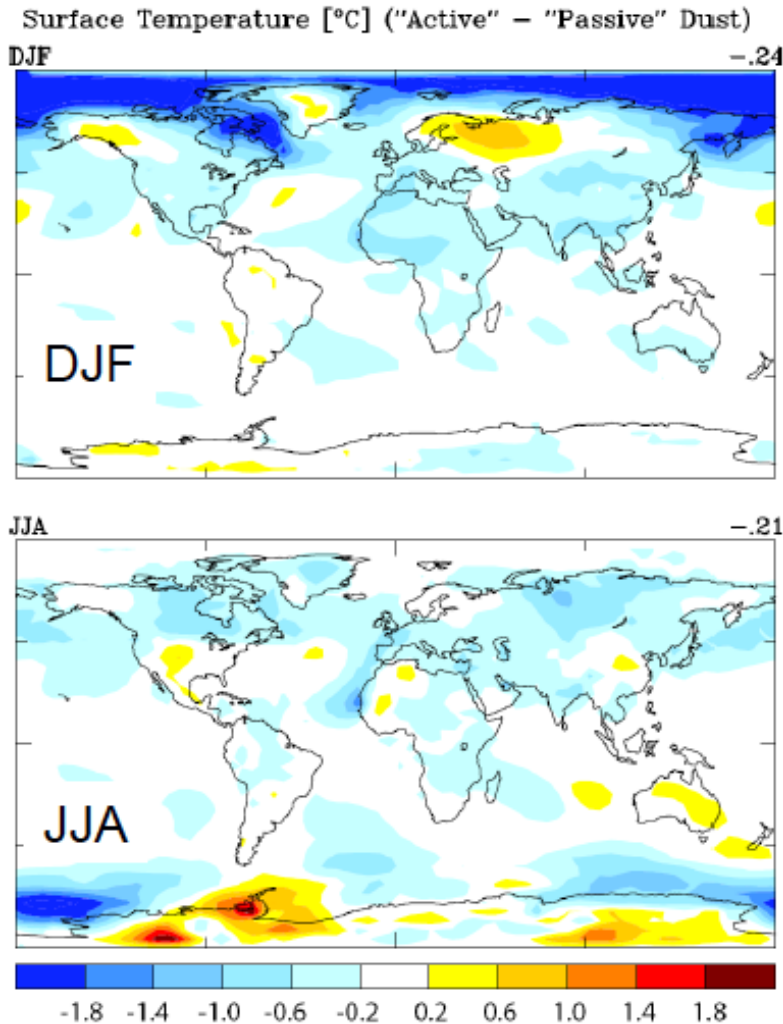 Surface Temperature [°C] ("Active" – "Passive" Dust)
DJF -.24
DJF
JJA -.21
JJA
-1.8 -1.4 -1.0 -0.6 -0.2 0.2 0.6 1.0 1.4 1.8